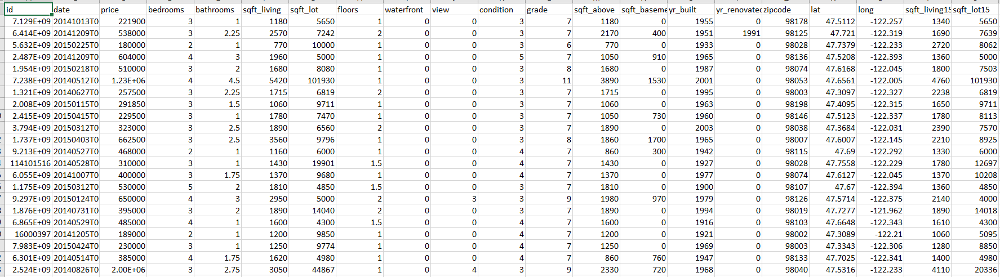 id date price bedrooms bathrooms sqft_living sqft_lot floors waterfront view condition grade sqft_above sqft_baseme yr_built yr_renovated zipcode lat long sqft_living15 sqft_lot15
7.129E+09 20141013T0 221900 3 1 1180 5650 1 0 0 3 7 1180 0 1955 0 98178 47.5112 -122.257 1340 5650
6.414E+09 20141209T0 538000 3 2.25 2570 7242 2 0 0 3 7 2170 400 1951 1991 98125 47.721 -122.319 1690 7639
5.632E+09 20150225T0 180000 2 1 770 10000 1 0 0 3 6 770 0 1933 0 98028 47.7379 -122.233 2720 8062
2.487E+09 20141209T0 604000 4 3 1960 5000 1 0 0 5 7 1050 910 1965 0 98136 47.5208 -122.393 1360 5000
1.954E+09 20150218T0 510000 3 2 1680 8080 1 0 0 3 8 1680 0 1987 0 98074 47.6168 -122.045 1800 7503
7.238E+09 20140512T0 1.23E+06 4 4.5 5420 101930 1 0 0 3 11 3890 1530 2001 0 98053 47.6561 -122.005 4760 101930
1.321E+09 20140627T0 257500 3 2.25 1715 6819 2 0 0 3 7 1715 0 1995 0 98003 47.3097 -122.327 2238 6819
2.008E+09 20150115T0 291850 3 1.5 1060 9711 1 0 0 3 7 1060 0 1963 0 98198 47.4095 -122.315 1650 9711
2.415E+09 20150415T0 229500 3 1 1780 7470 1 0 0 3 7 1050 730 1960 0 98146 47.5123 -122.337 1780 8113
3.794E+09 20150312T0 323000 3 2.5 1890 6560 2 0 0 3 7 1890 0 2003 0 98038 47.3684 -122.031 2390 7570
1.737E+09 20150403T0 662500 3 2.5 3560 9796 1 0 0 3 8 1860 1700 1965 0 98007 47.6007 -122.145 2210 8925
9.213E+09 20140527T0 468000 2 1 1160 6000 1 0 0 4 7 860 300 1942 0 98115 47.69 -122.292 1330 6000
114101516 20140528T0 310000 3 1 1430 19901 1.5 0 0 4 7 1430 0 1927 0 98028 47.7558 -122.229 1780 12697
6.055E+09 20141007T0 400000 3 1.75 1370 9680 1 0 0 4 7 1370 0 1977 0 98074 47.6127 -122.045 1370 10208
1.175E+09 20150312T0 530000 5 2 1810 4850 1.5 0 0 3 7 1810 0 1900 0 98107 47.67 -122.394 1360 4850
9.297E+09 20150124T0 650000 4 3 2950 5000 2 0 3 3 9 1980 970 1979 0 98126 47.5714 -122.375 2140 4000
1.876E+09 20140731T0 395000 3 2 1890 14040 2 0 0 3 7 1890 0 1994 0 98019 47.7277 -121.962 1890 14018
6.865E+09 20140529T0 485000 4 1 1600 4300 1.5 0 0 4 7 1600 0 1916 0 98103 47.6648 -122.343 1610 4300
16000397 20141205T0 189000 2 1 1200 9850 1 0 0 4 7 1200 0 1921 0 98002 47.3089 -122.21 1060 5095
7.983E+09 20150424T0 230000 3 1 1250 9774 1 0 0 4 7 1250 0 1969 0 98003 47.3343 -122.306 1280 8850
6.301E+09 20140514T0 385000 4 1.75 1620 4980 1 0 0 4 7 860 760 1947 0 98133 47.7025 -122.341 1400 4980
2.524E+09 20140826T0 2.00E+06 3 2.75 3050 44867 1 0 4 3 9 2330 720 1968 0 98040 47.5316 -122.233 4110 20336